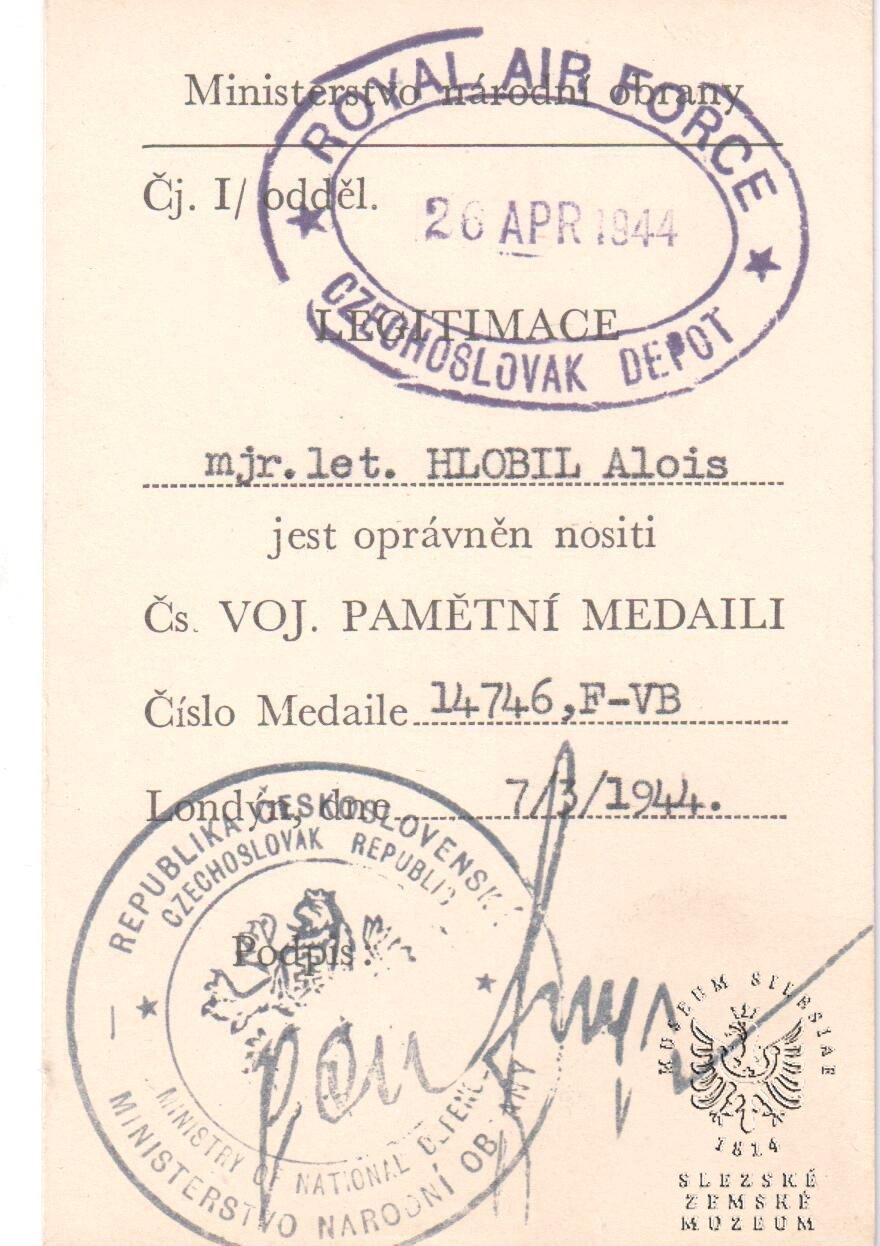 Ministerstvo národní obrany
ROYAL AIR FORCE
Čj. I/ odděl.
26 APR 1944
LEGITIMACE
CZECHOSLOVAK DEPOT
mjr.let. HLOBIL Alois
jest oprávněn nositi
Čs. VOJ. PAMĚTNÍ MEDAILI
Číslo Medaile 14746,F-VB
Londýn, dne 7/3/1944.
REPUBLIKA ČESKOSLOVENSKÁ
CZECHOSLOVAK REPUBLIC
Podpis:
MINISTRY OF NATIONAL DEFENCE
MINISTERSTVO NÁRODNÍ OBRANY
MUSEUM SILESIAE
1814
SLEZSKÉ
ZEMSKÉ
MUZEUM